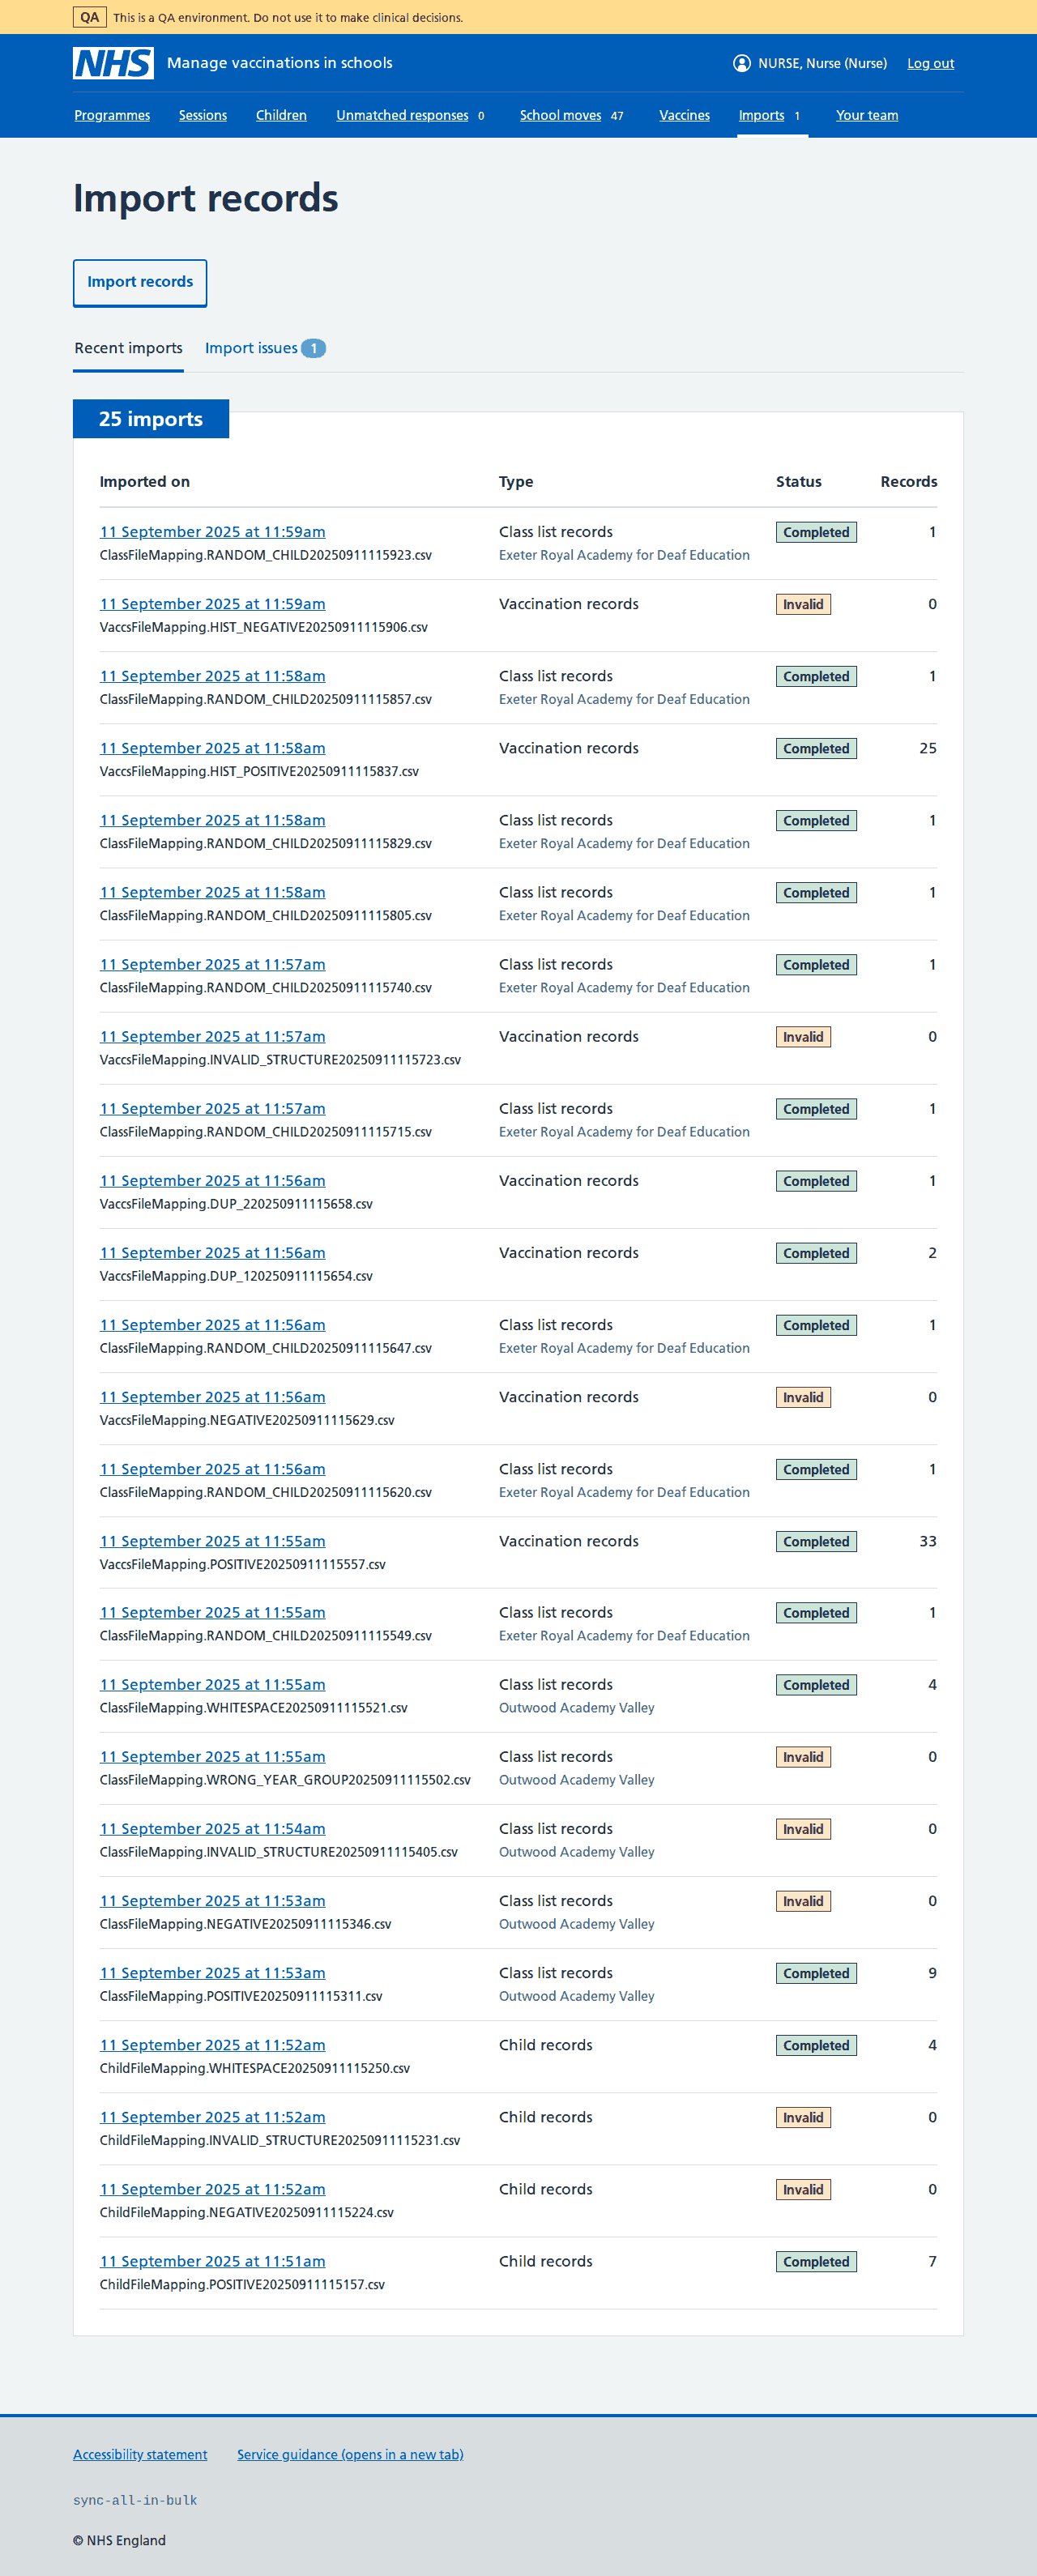 QA This is a QA environment. Do not use it to make clinical decisions.
NHS Manage vaccinations in schools NURSE, Nurse (Nurse) Log out
Programmes Sessions Children Unmatched responses 0 School moves 47 Vaccines Imports 1 Your team
Import records
Import records
Recent imports Import issues 1
25 imports
Imported on Type Status Records
11 September 2025 at 11:59am Class list records Completed 1
ClassFileMapping.RANDOM_CHILD20250911115923.csv Exeter Royal Academy for Deaf Education
11 September 2025 at 11:59am Vaccination records Invalid 0
VaccsFileMapping.HIST_NEGATIVE20250911115906.csv
11 September 2025 at 11:58am Class list records Completed 1
ClassFileMapping.RANDOM_CHILD20250911115857.csv Exeter Royal Academy for Deaf Education
11 September 2025 at 11:58am Vaccination records Completed 25
VaccsFileMapping.HIST_POSITIVE20250911115837.csv
11 September 2025 at 11:58am Class list records Completed 1
ClassFileMapping.RANDOM_CHILD20250911115829.csv Exeter Royal Academy for Deaf Education
11 September 2025 at 11:58am Class list records Completed 1
ClassFileMapping.RANDOM_CHILD20250911115805.csv Exeter Royal Academy for Deaf Education
11 September 2025 at 11:57am Class list records Completed 1
ClassFileMapping.RANDOM_CHILD20250911115740.csv Exeter Royal Academy for Deaf Education
11 September 2025 at 11:57am Vaccination records Invalid 0
VaccsFileMapping.INVALID_STRUCTURE20250911115723.csv
11 September 2025 at 11:57am Class list records Completed 1
ClassFileMapping.RANDOM_CHILD20250911115715.csv Exeter Royal Academy for Deaf Education
11 September 2025 at 11:56am Vaccination records Completed 1
VaccsFileMapping.DUP_220250911115658.csv
11 September 2025 at 11:56am Vaccination records Completed 2
VaccsFileMapping.DUP_120250911115654.csv
11 September 2025 at 11:56am Class list records Completed 1
ClassFileMapping.RANDOM_CHILD20250911115647.csv Exeter Royal Academy for Deaf Education
11 September 2025 at 11:56am Vaccination records Invalid 0
VaccsFileMapping.NEGATIVE20250911115629.csv
11 September 2025 at 11:56am Class list records Completed 1
ClassFileMapping.RANDOM_CHILD20250911115620.csv Exeter Royal Academy for Deaf Education
11 September 2025 at 11:55am Vaccination records Completed 33
VaccsFileMapping.POSITIVE20250911115557.csv
11 September 2025 at 11:55am Class list records Completed 1
ClassFileMapping.RANDOM_CHILD20250911115549.csv Exeter Royal Academy for Deaf Education
11 September 2025 at 11:55am Class list records Completed 4
ClassFileMapping.WHITESPACE20250911115521.csv Outwood Academy Valley
11 September 2025 at 11:55am Class list records Invalid 0
ClassFileMapping.WRONG_YEAR_GROUP20250911115502.csv Outwood Academy Valley
11 September 2025 at 11:54am Class list records Invalid 0
ClassFileMapping.INVALID_STRUCTURE20250911115405.csv Outwood Academy Valley
11 September 2025 at 11:53am Class list records Invalid 0
ClassFileMapping.NEGATIVE20250911115346.csv Outwood Academy Valley
11 September 2025 at 11:53am Class list records Completed 9
ClassFileMapping.POSITIVE20250911115311.csv Outwood Academy Valley
11 September 2025 at 11:52am Child records Completed 4
ChildFileMapping.WHITESPACE20250911115250.csv
11 September 2025 at 11:52am Child records Invalid 0
ChildFileMapping.INVALID_STRUCTURE20250911115231.csv
11 September 2025 at 11:52am Child records Invalid 0
ChildFileMapping.NEGATIVE20250911115224.csv
11 September 2025 at 11:51am Child records Completed 7
ChildFileMapping.POSITIVE20250911115157.csv
Accessibility statement Service guidance (opens in a new tab)
sync-all-in-bulk
© NHS England